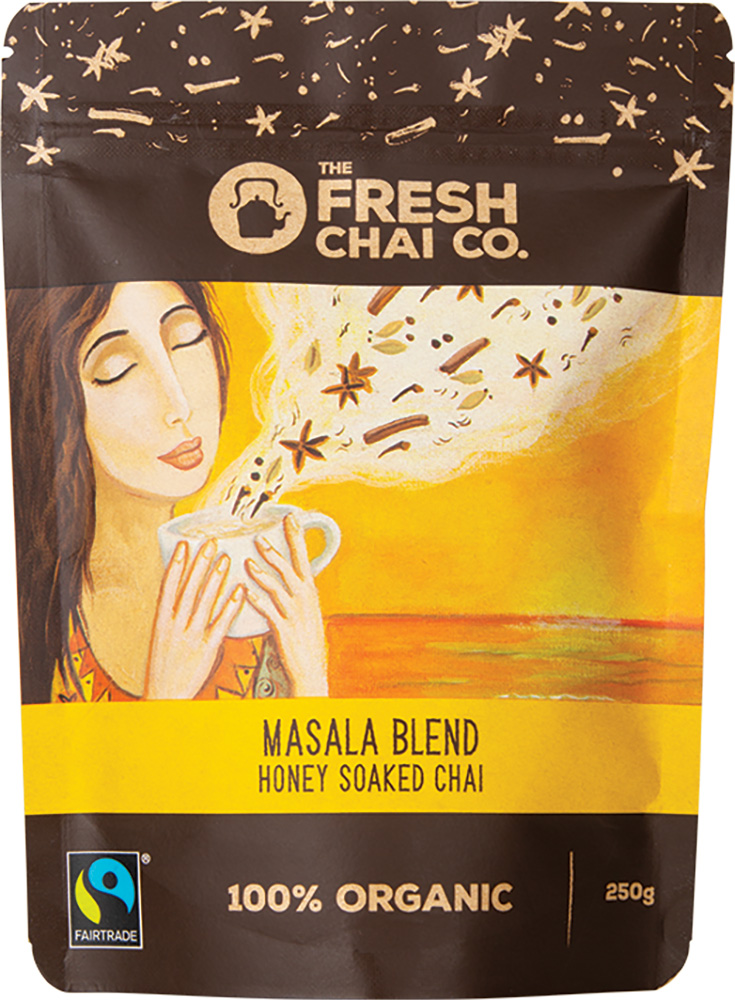 THE
FRESH
CHAI CO.
MASALA BLEND
HONEY SOAKED CHAI
FAIRTRADE
®
100% ORGANIC
250g